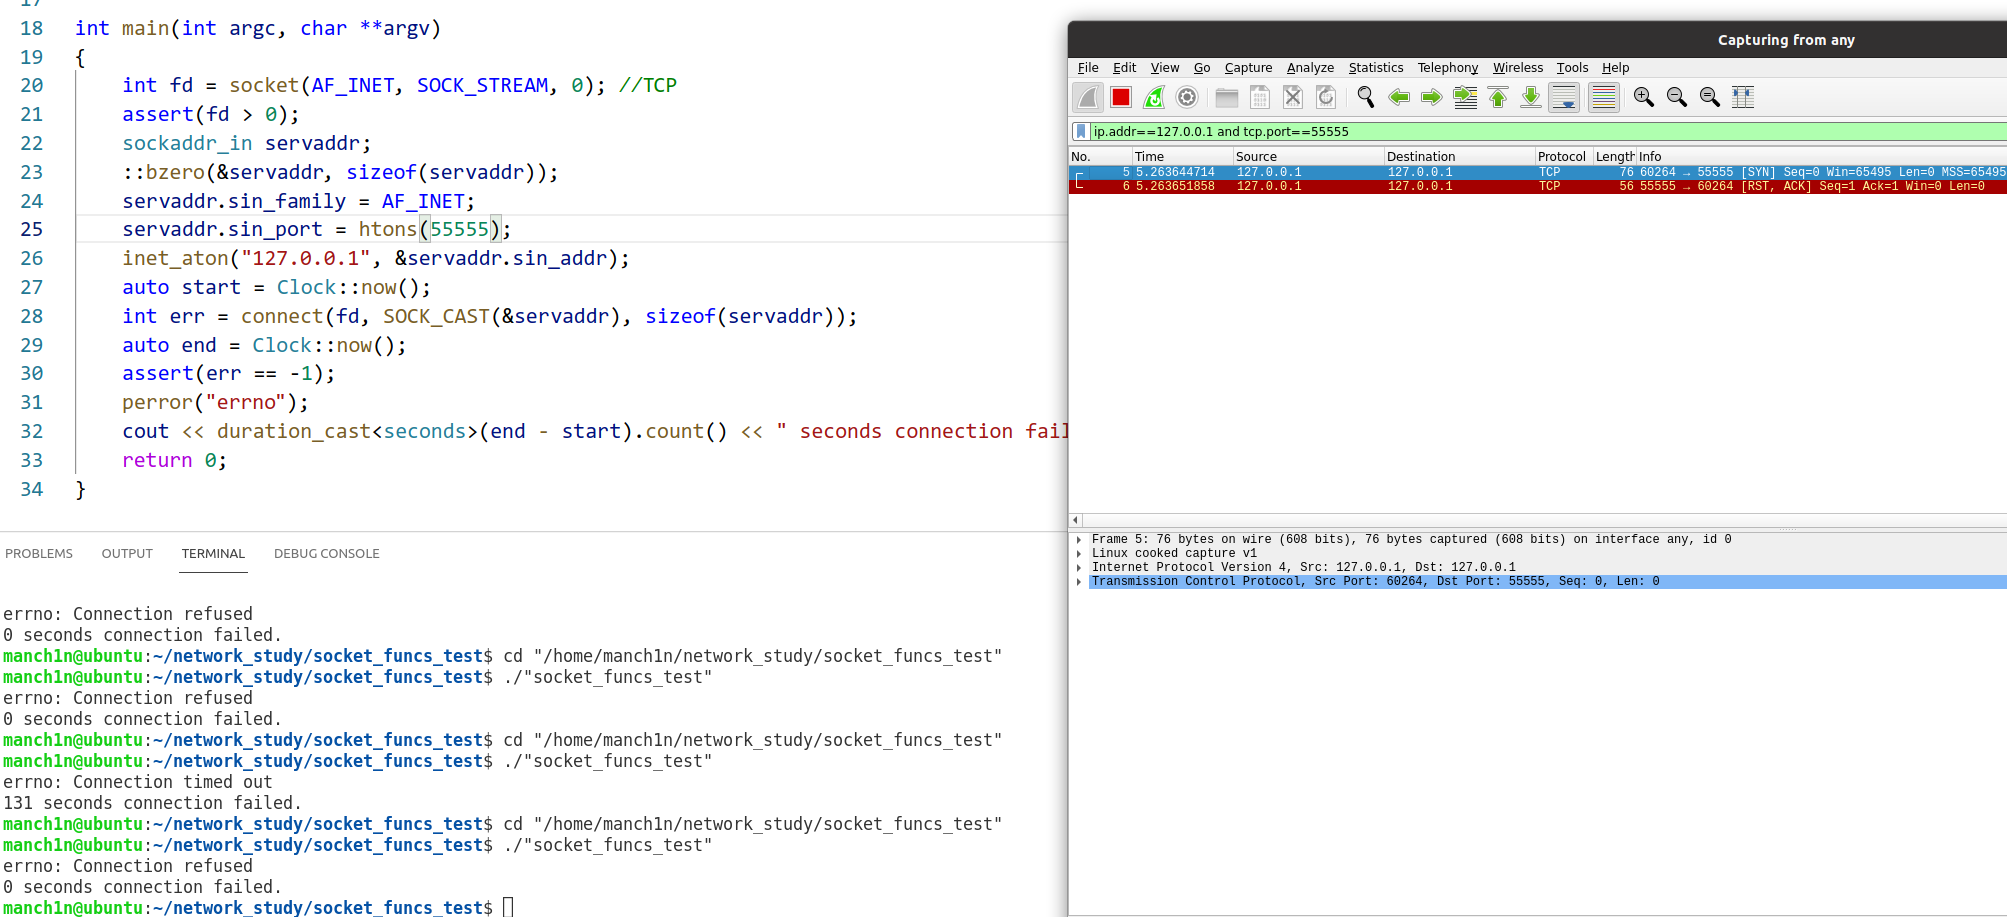 17
18 int main(int argc, char **argv)
19 {
20 int fd = socket(AF_INET, SOCK_STREAM, 0); //TCP
21 assert(fd > 0);
22 sockaddr_in servaddr;
23 ::bzero(&servaddr, sizeof(servaddr));
24 servaddr.sin_family = AF_INET;
25 servaddr.sin_port = htons(55555);
26 inet_aton("127.0.0.1", &servaddr.sin_addr);
27 auto start = Clock::now();
28 int err = connect(fd, SOCK_CAST(&servaddr), sizeof(servaddr));
29 auto end = Clock::now();
30 assert(err == -1);
31 perror("errno");
32 cout << duration_cast<seconds>(end - start).count() << " seconds connection fail
33 return 0;
34 }
PROBLEMS OUTPUT TERMINAL DEBUG CONSOLE
errno: Connection refused
0 seconds connection failed.
manch1n@ubuntu:~/network_study/socket_funcs_test$ cd "/home/manch1n/network_study/socket_funcs_test"
manch1n@ubuntu:~/network_study/socket_funcs_test$ ./"socket_funcs_test"
errno: Connection refused
0 seconds connection failed.
manch1n@ubuntu:~/network_study/socket_funcs_test$ cd "/home/manch1n/network_study/socket_funcs_test"
manch1n@ubuntu:~/network_study/socket_funcs_test$ ./"socket_funcs_test"
errno: Connection timed out
131 seconds connection failed.
manch1n@ubuntu:~/network_study/socket_funcs_test$ cd "/home/manch1n/network_study/socket_funcs_test"
manch1n@ubuntu:~/network_study/socket_funcs_test$ ./"socket_funcs_test"
errno: Connection refused
0 seconds connection failed.
manch1n@ubuntu:~/network_study/socket_funcs_test$
Capturing from any
File Edit View Go Capture Analyze Statistics Telephony Wireless Tools Help
ip.addr==127.0.0.1 and tcp.port==55555
No. Time Source Destination Protocol Length Info
5 5.263644714 127.0.0.1 127.0.0.1 TCP 76 60264 → 55555 [SYN] Seq=0 Win=65495 Len=0 MSS=65495
6 5.263651858 127.0.0.1 127.0.0.1 TCP 56 55555 → 60264 [RST, ACK] Seq=1 Ack=1 Win=0 Len=0
Frame 5: 76 bytes on wire (608 bits), 76 bytes captured (608 bits) on interface any, id 0
Linux cooked capture v1
Internet Protocol Version 4, Src: 127.0.0.1, Dst: 127.0.0.1
Transmission Control Protocol, Src Port: 60264, Dst Port: 55555, Seq: 0, Len: 0